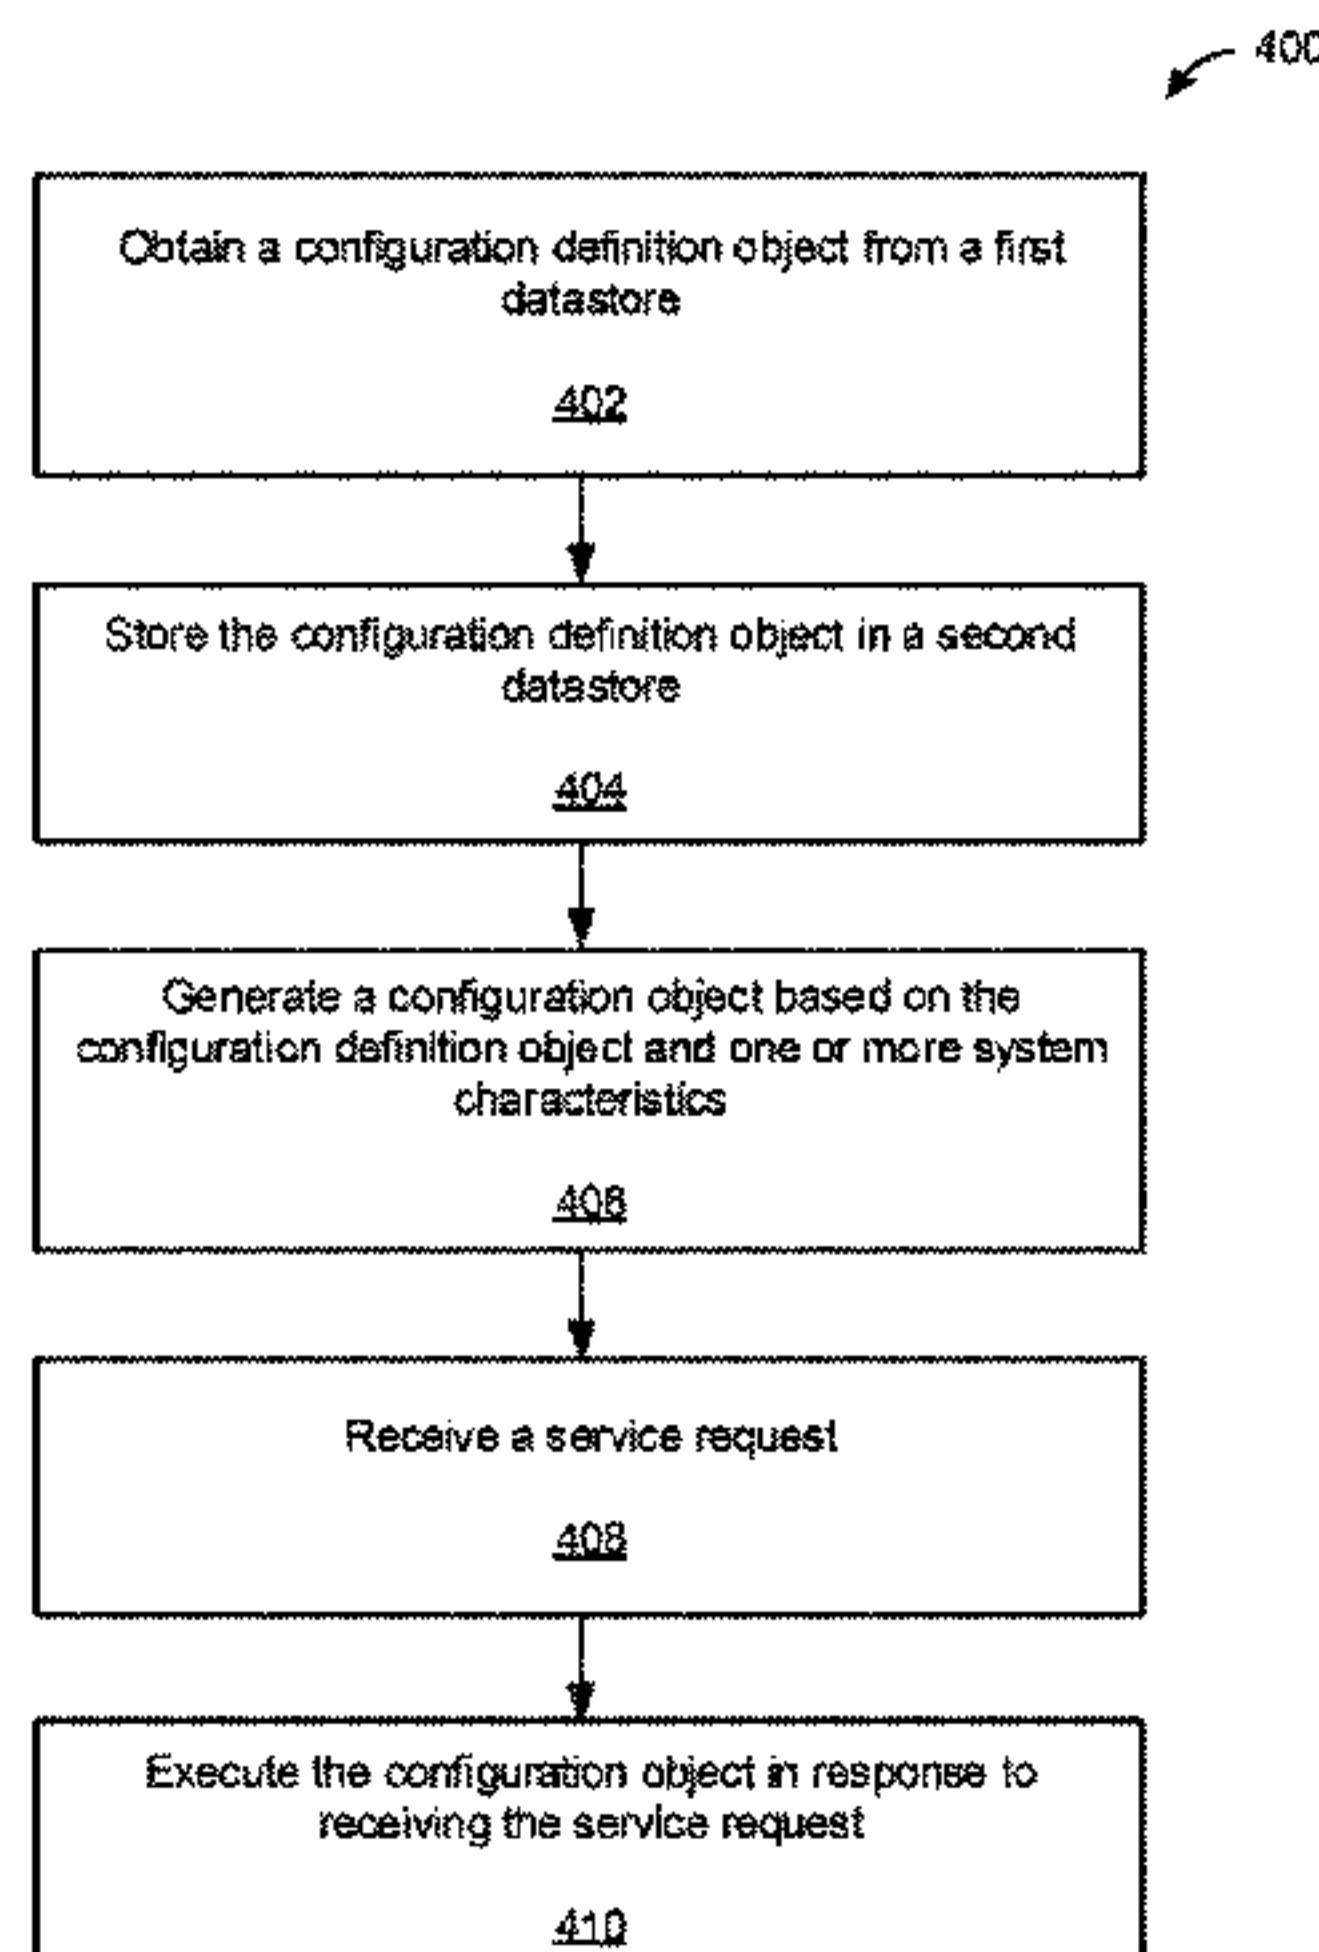 400
Obtain a configuration definition object from a first
datastore
402
Store the configuration definition object in a second
datastore
404
Generate a configuration object based on the
configuration definition object and one or more system
characteristics
406
Receive a service request
408
Execute the configuration object in response to
receiving the service request
410